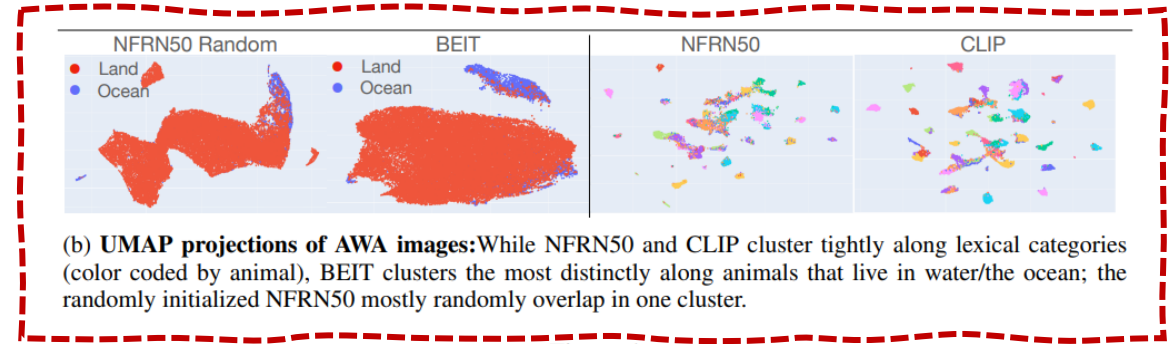 NFRN50 Random BEIT NFRN50 CLIP
Land Land
Ocean Ocean
(b) UMAP projections of AWA images:While NFRN50 and CLIP cluster tightly along lexical categories
(color coded by animal), BEIT clusters the most distinctly along animals that live in water/the ocean; the
randomly initialized NFRN50 mostly randomly overlap in one cluster.